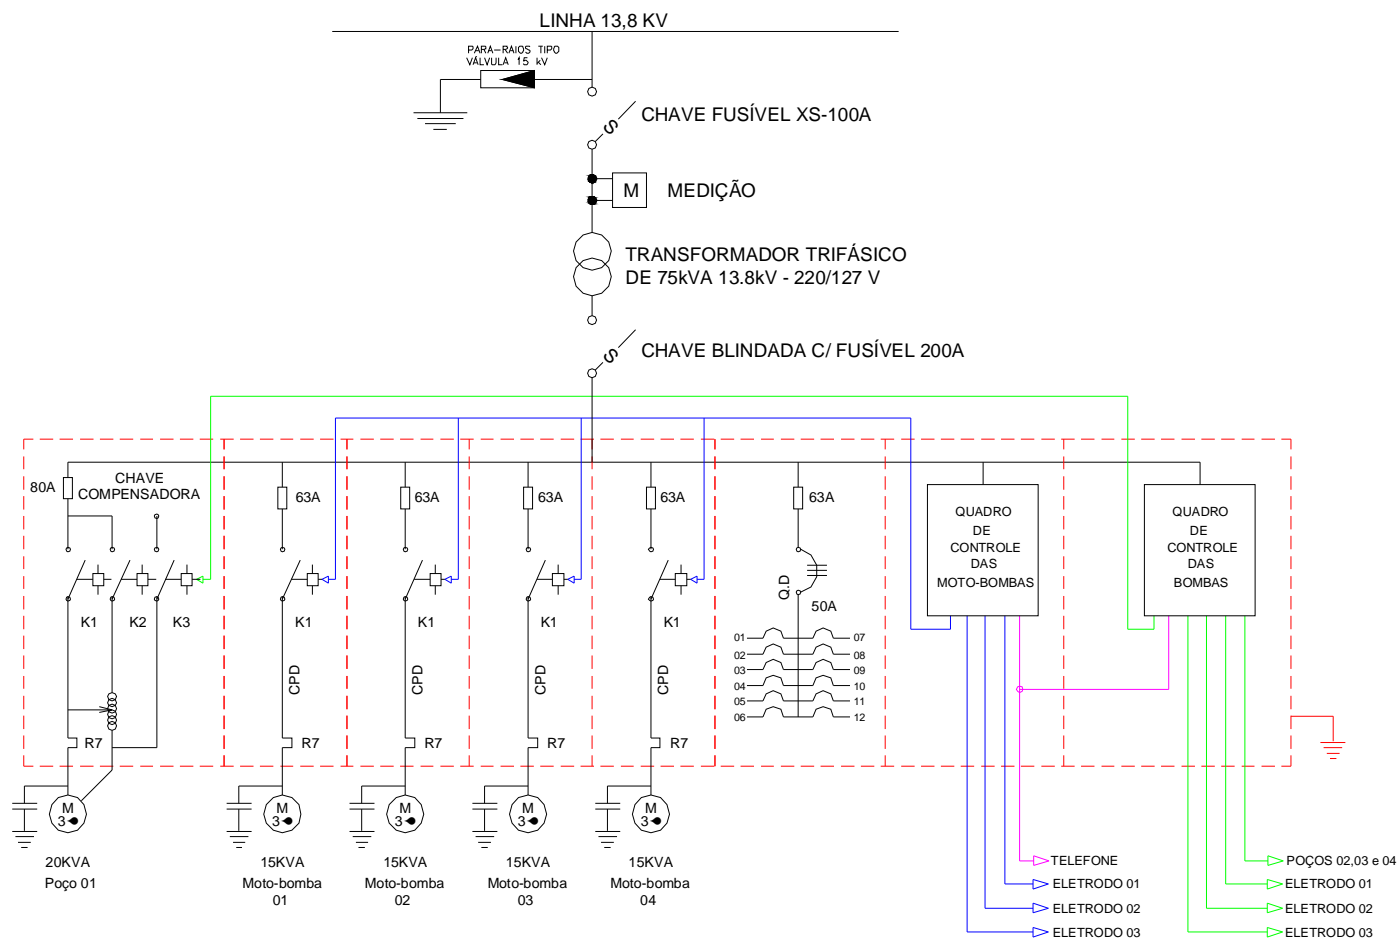 LINHA 13,8 KV
PARA-RAIOS TIPO
VÁLVULA 15 kV
CHAVE FUSÍVEL XS-100A
S
M
MEDIÇÃO
TRANSFORMADOR TRIFÁSICO
DE 75kVA 13.8kV - 220/127 V
CHAVE BLINDADA C/ FUSÍVEL 200A
S
80A
CHAVE
COMPENSADORA
63A
63A
63A
63A
63A
QUADRO
DE
CONTROLE
DAS
MOTO-BOMBAS
QUADRO
DE
CONTROLE
DAS
BOMBAS
K1
K2
K3
K1
K1
K1
K1
Q.D
50A
01
02
03
04
05
06
07
08
09
10
11
12
CPD
CPD
CPD
CPD
R7
R7
R7
R7
R7
M
3
M
3
M
3
M
3
M
3
20KVA
Poço 01
15KVA
Moto-bomba
01
15KVA
Moto-bomba
02
15KVA
Moto-bomba
03
15KVA
Moto-bomba
04
TELEFONE
ELETRODO 01
ELETRODO 02
ELETRODO 03
POÇOS 02,03 e 04
ELETRODO 01
ELETRODO 02
ELETRODO 03